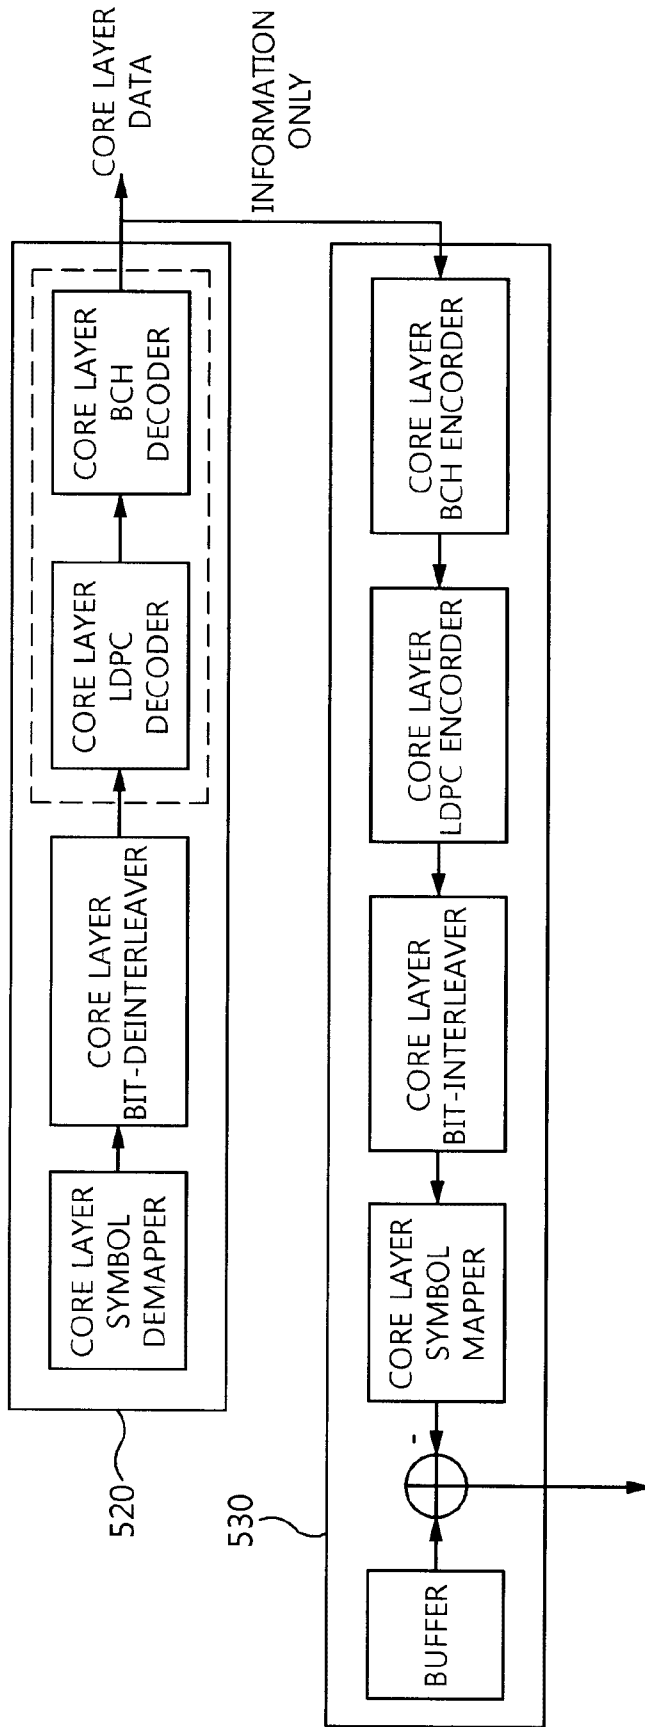 520
CORE LAYER
SYMBOL
DEMAPPER
CORE LAYER
BIT-DEINTERLEAVER
CORE LAYER
LDPC
DECODER
CORE LAYER
BCH
DECODER
CORE LAYER
DATA
INFORMATION
ONLY
530
BUFFER
-
CORE LAYER
SYMBOL
MAPPER
CORE LAYER
BIT-INTERLEAVER
CORE LAYER
LDPC ENCORDER
CORE LAYER
BCH ENCORDER